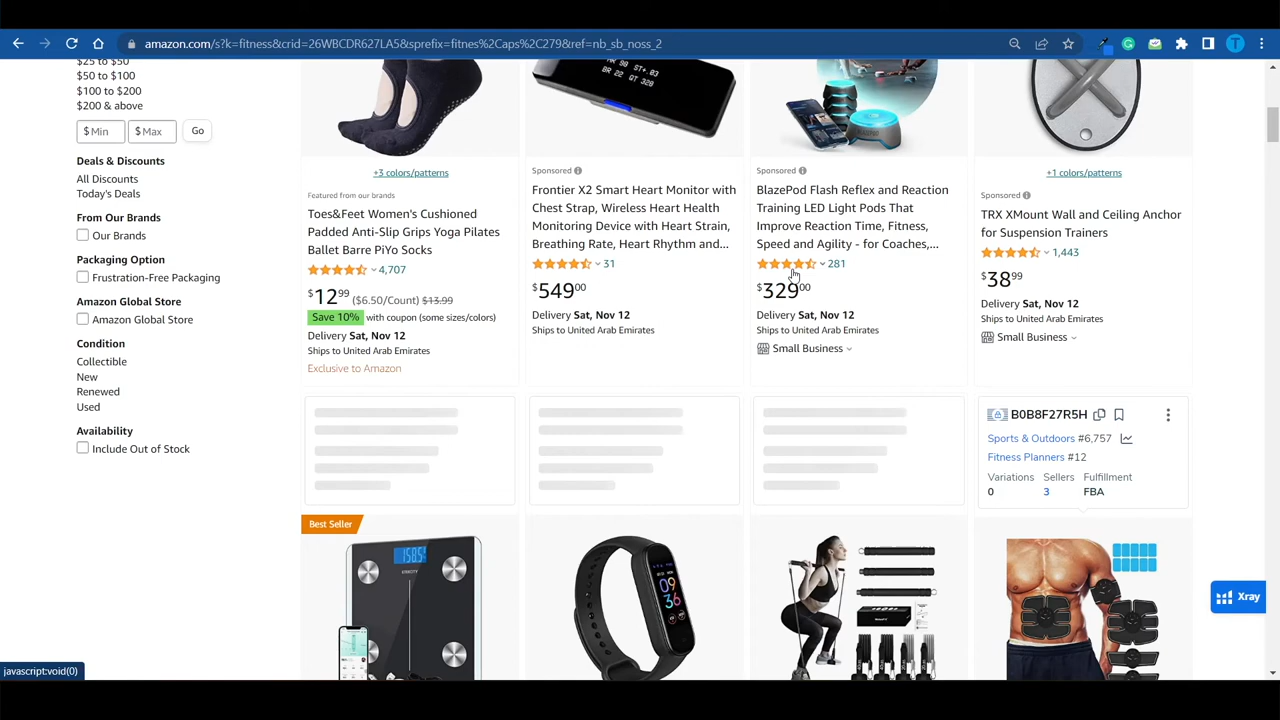 amazon.com/s?k=fitness&crid=26WBCDR627LA5&sprefix=fitnes%2Caps%2C279&ref=nb_sb_noss_2
T
$25 to $50
$50 to $100
$100 to $200
$200 & above
$ Min
$ Max
Go
Deals & Discounts
All Discounts
Today's Deals
From Our Brands
Our Brands
Packaging Option
Frustration-Free Packaging
Amazon Global Store
Amazon Global Store
Condition
Collectible
New
Renewed
Used
Availability
Include Out of Stock
+3 colors/patterns
Featured from our brands
Toes&Feet Women's Cushioned
Padded Anti-Slip Grips Yoga Pilates
Ballet Barre PiYo Socks
4,707
$12.99 ($6.50/Count) $13.99
Save 10% with coupon (some sizes/colors)
Delivery Sat, Nov 12
Ships to United Arab Emirates
Exclusive to Amazon
BR 22 QT 320
Sponsored
Frontier X2 Smart Heart Monitor with
Chest Strap, Wireless Heart Health
Monitoring Device with Heart Strain,
Breathing Rate, Heart Rhythm and...
31
$549.00
Delivery Sat, Nov 12
Ships to United Arab Emirates
Sponsored
BlazePod Flash Reflex and Reaction
Training LED Light Pods That
Improve Reaction Time, Fitness,
Speed and Agility - for Coaches,...
281
$329.00
Delivery Sat, Nov 12
Ships to United Arab Emirates
Small Business
+1 colors/patterns
Sponsored
TRX XMount Wall and Ceiling Anchor
for Suspension Trainers
1,443
$38.99
Delivery Sat, Nov 12
Ships to United Arab Emirates
Small Business
B0B8F27R5H
Sports & Outdoors #6,757
Fitness Planners #12
Variations Sellers Fulfillment
0 3 FBA
Best Seller
158.5
09
36
Xray
javascript:void(0)